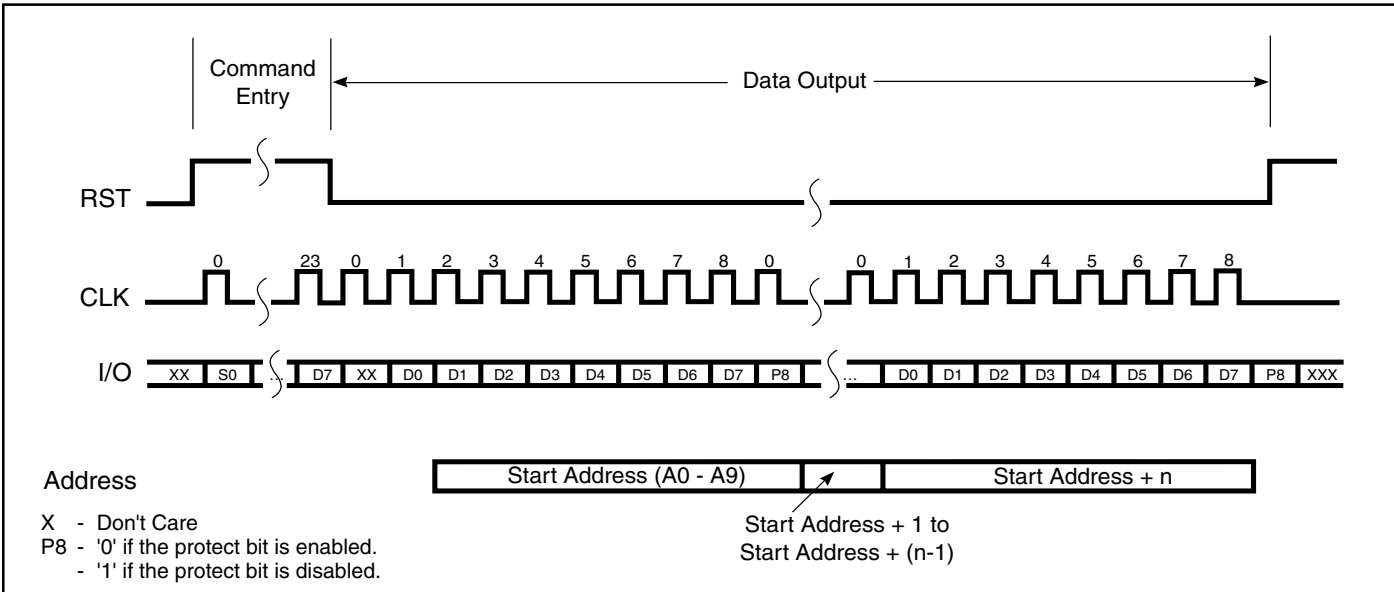 Command
Entry
Data Output
RST
0 23 0 1 2 3 4 5 6 7 8 0 0 1 2 3 4 5 6 7 8
CLK
I/O XX S0 ... D7 XX D0 D1 D2 D3 D4 D5 D6 D7 P8 ... D0 D1 D2 D3 D4 D5 D6 D7 P8 XXX
Address
Start Address (A0 - A9) Start Address + n
Start Address + 1 to
Start Address + (n-1)
X - Don't Care
P8 - '0' if the protect bit is enabled.
- '1' if the protect bit is disabled.